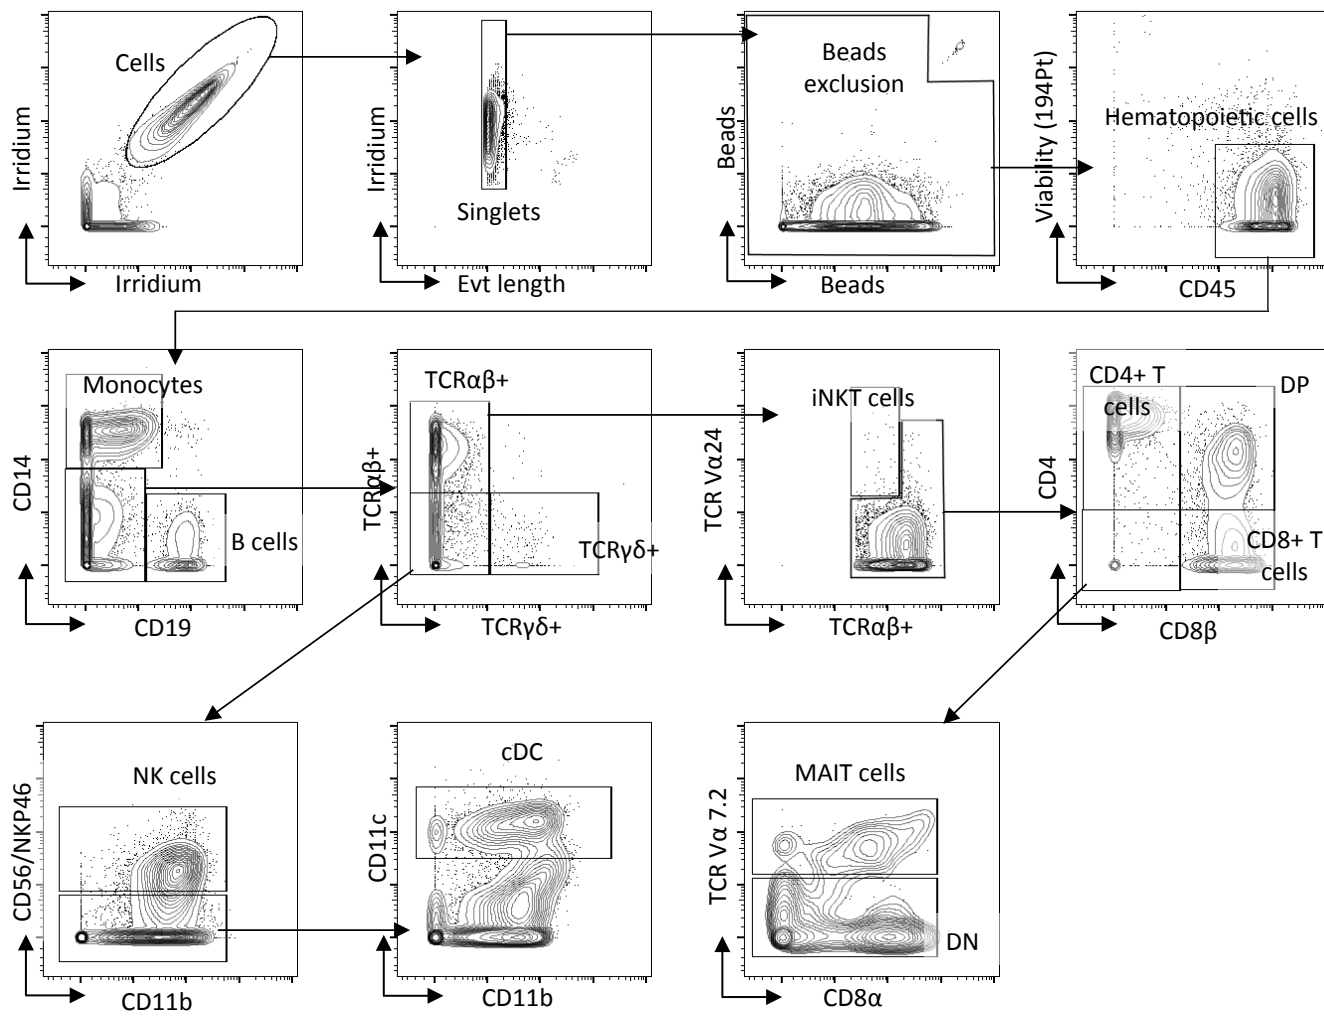 Irridium
Cells
Irridium
Irridium
Singlets
Evt length
Beads
Beads
exclusion
Beads
Viability (194Pt)
Hematopoietic cells
CD45
CD14
Monocytes
B cells
CD19
TCRαβ+
TCRαβ+
TCRγδ+
TCRγδ+
TCR Vα24
iNKT cells
TCRαβ+
CD4
CD4+ T
cells
DP
CD8+ T
cells
CD8β
CD56/NKP46
NK cells
CD11b
CD11c
cDC
CD11b
TCR Vα 7.2
MAIT cells
DN
CD8α